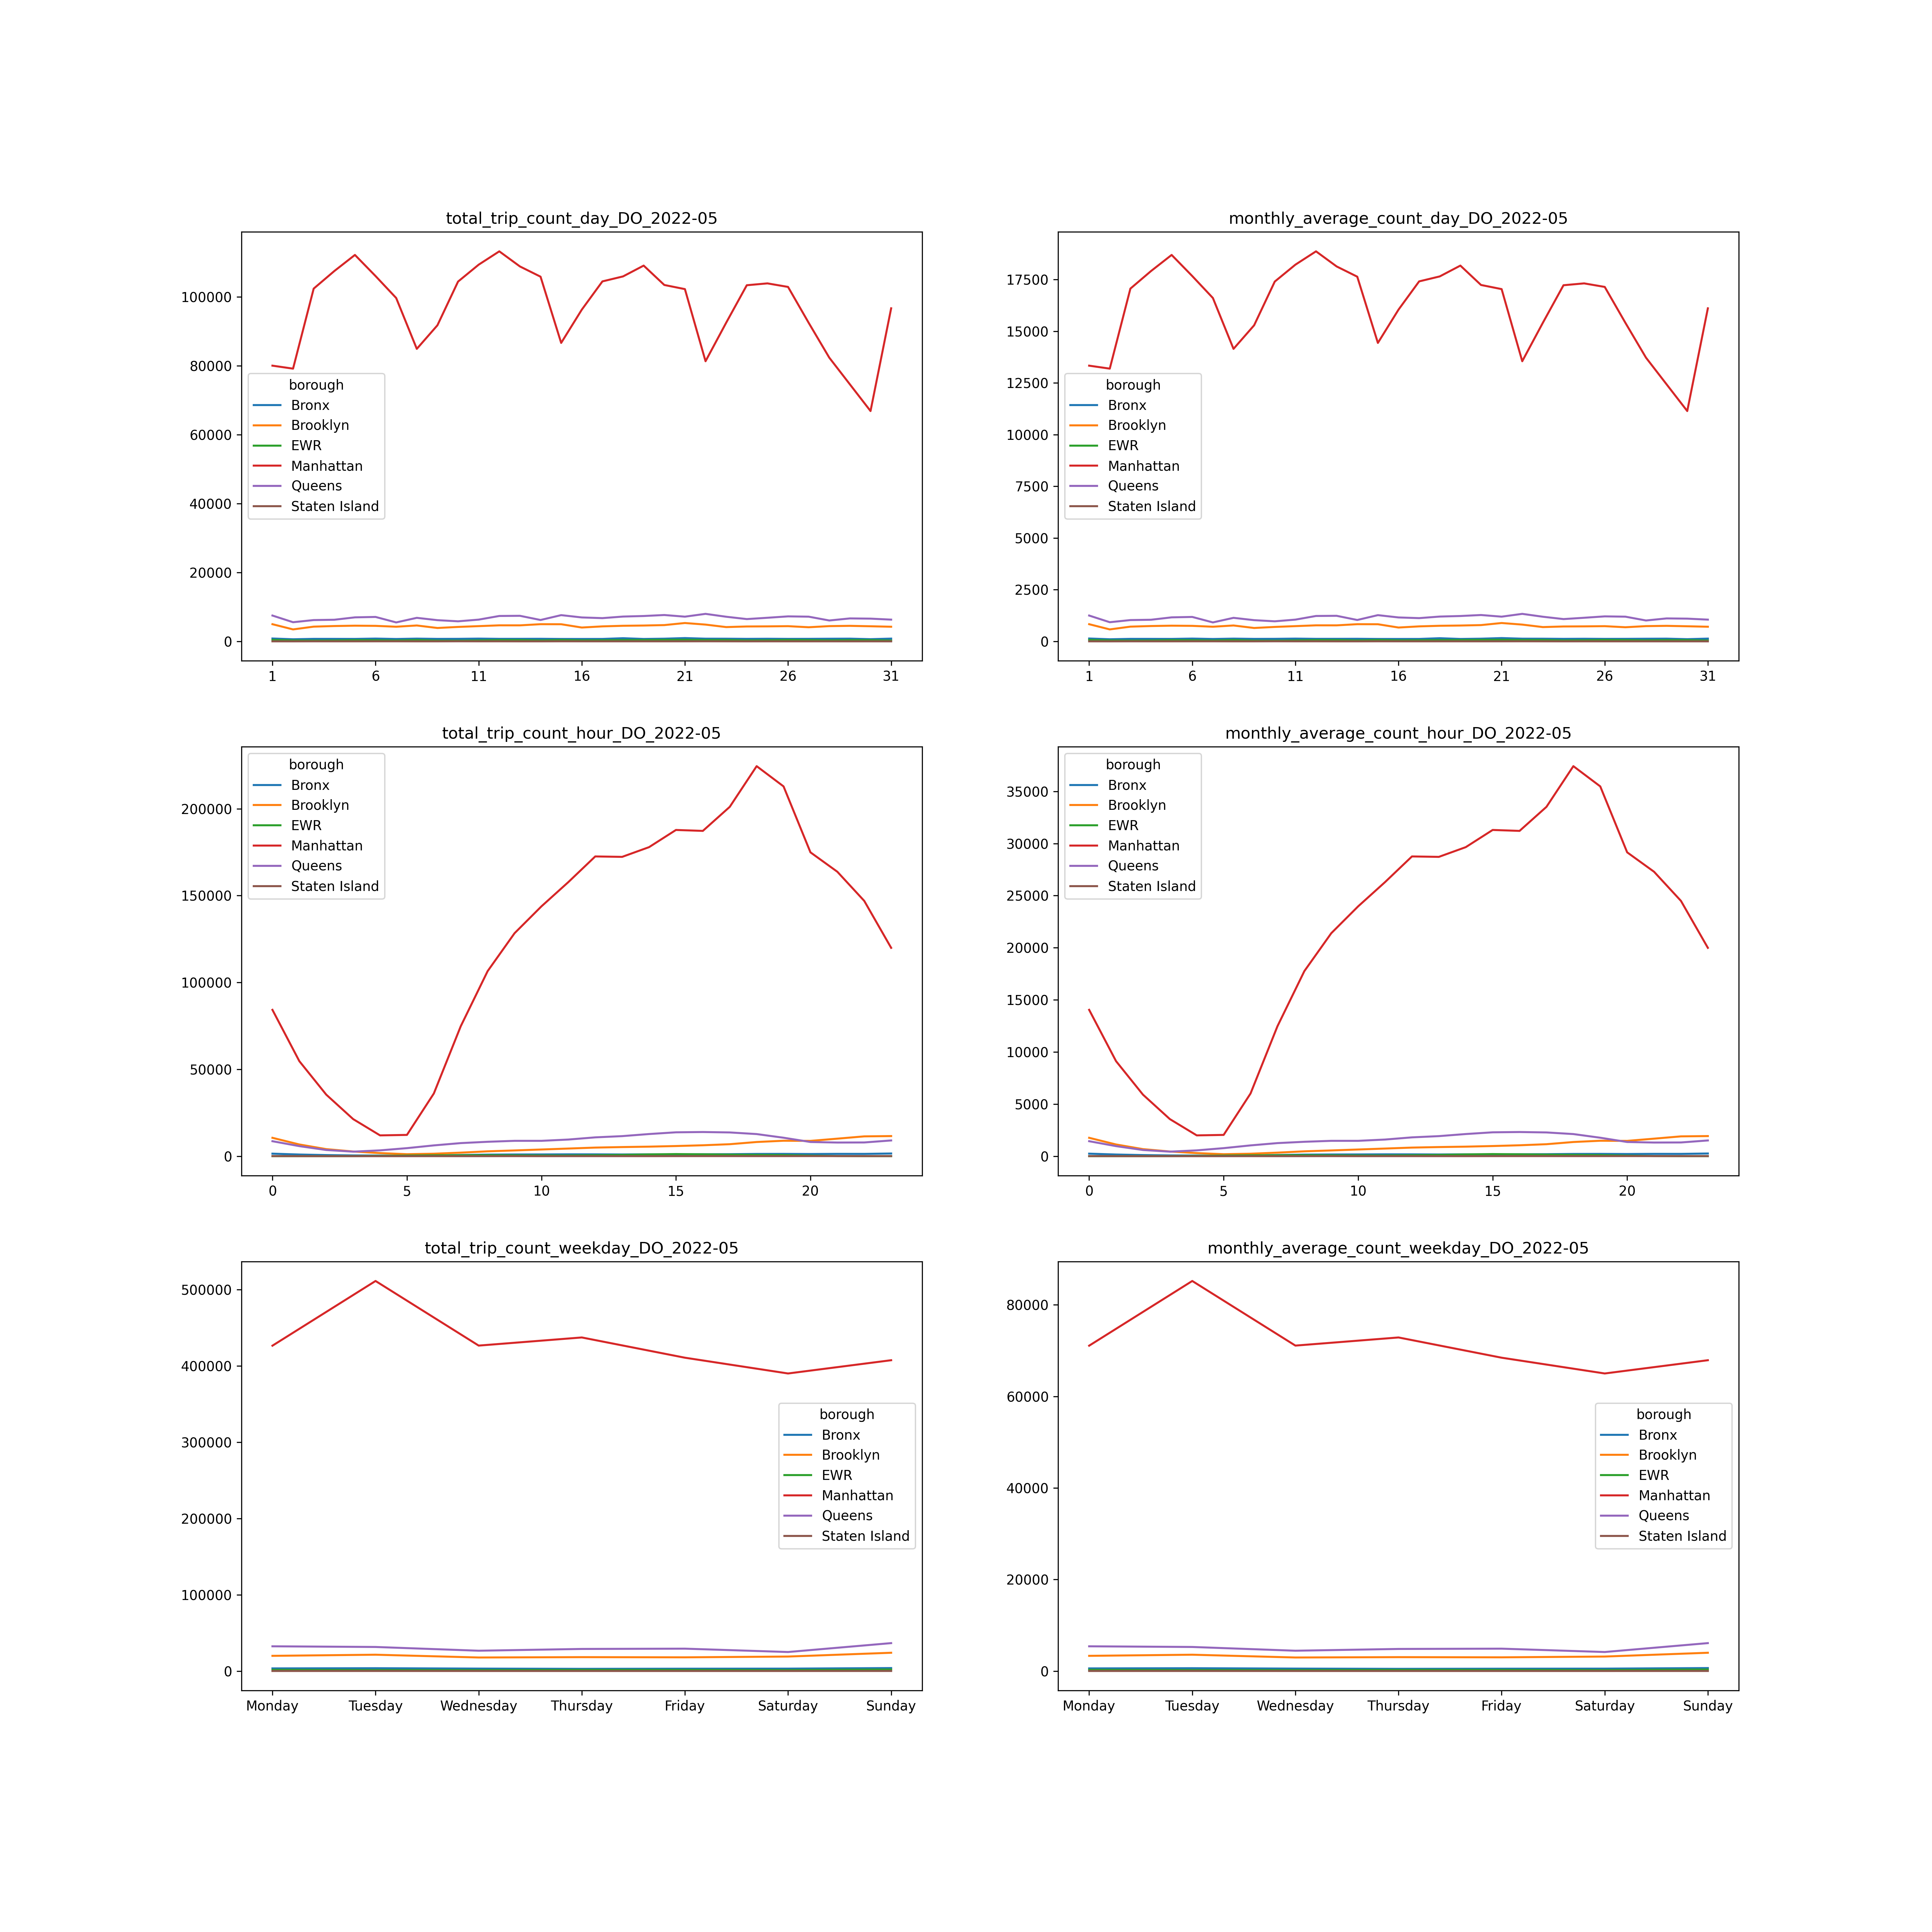 total_trip_count_day_DO_2022-05
100000
80000
60000
40000
20000
0
borough
Bronx
Brooklyn
EWR
Manhattan
Queens
Staten Island
1 6 11 16 21 26 31
monthly_average_count_day_DO_2022-05
17500
15000
12500
10000
7500
5000
2500
0
borough
Bronx
Brooklyn
EWR
Manhattan
Queens
Staten Island
1 6 11 16 21 26 31
total_trip_count_hour_DO_2022-05
200000
150000
100000
50000
0
borough
Bronx
Brooklyn
EWR
Manhattan
Queens
Staten Island
0 5 10 15 20
monthly_average_count_hour_DO_2022-05
35000
30000
25000
20000
15000
10000
5000
0
borough
Bronx
Brooklyn
EWR
Manhattan
Queens
Staten Island
0 5 10 15 20
total_trip_count_weekday_DO_2022-05
500000
400000
300000
200000
100000
0
borough
Bronx
Brooklyn
EWR
Manhattan
Queens
Staten Island
Monday Tuesday Wednesday Thursday Friday Saturday Sunday
monthly_average_count_weekday_DO_2022-05
80000
60000
40000
20000
0
borough
Bronx
Brooklyn
EWR
Manhattan
Queens
Staten Island
Monday Tuesday Wednesday Thursday Friday Saturday Sunday